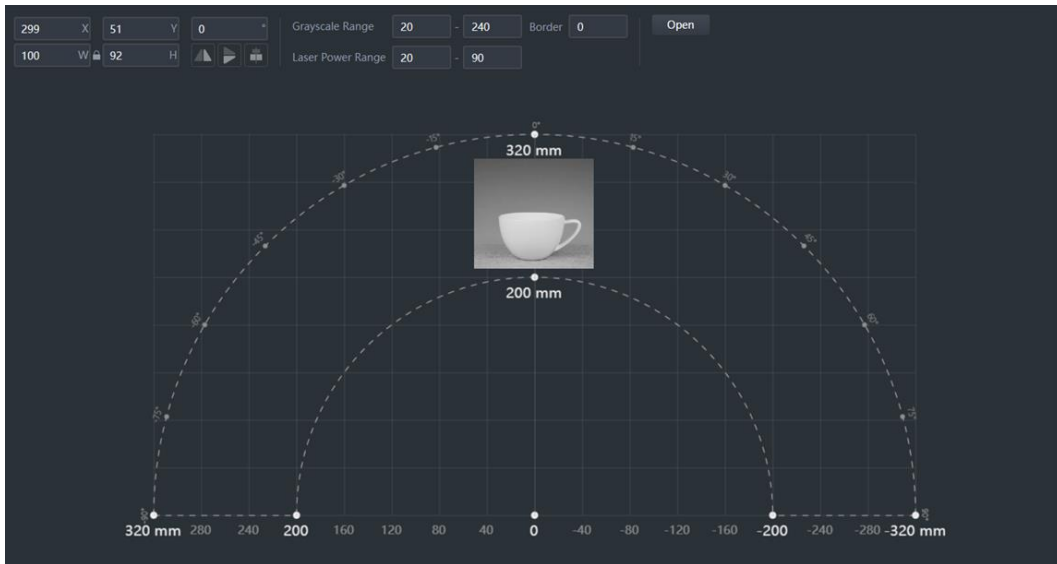 299 X 51 Y 0 ° Grayscale Range 20 - 240 Border 0 Open
100 W 92 H Laser Power Range 20 - 90
0°
-15° 15°
320 mm
-30° 30°
-45° 45°
200 mm
-60° 60°
-75° 75°
-90° 90°
320 mm 280 240 200 160 120 80 40 0 -40 -80 -120 -160 -200 -240 -280 -320 mm